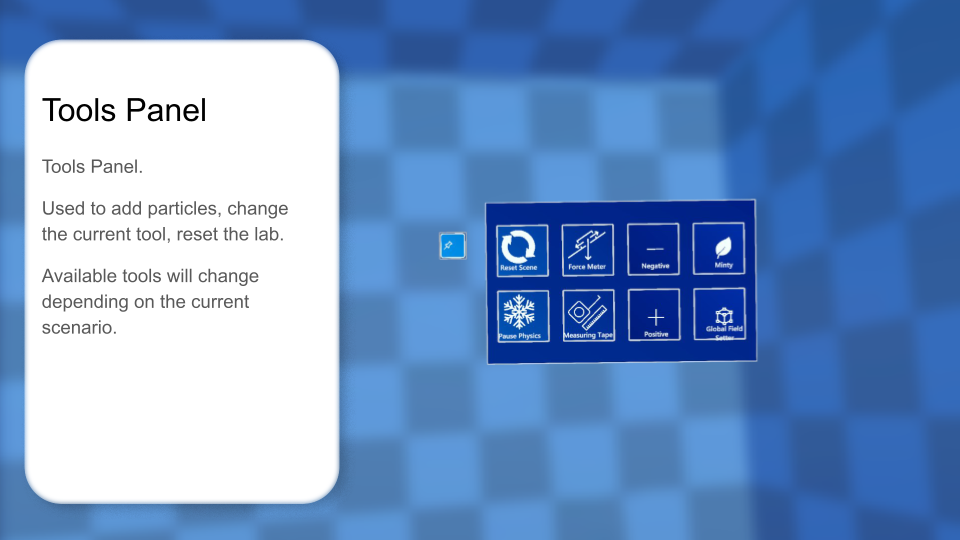 Tools Panel
Tools Panel.
Used to add particles, change
the current tool, reset the lab.
Available tools will change
depending on the current
scenario.
Reset Scene
Force Meter
Negative
Minty
Pause Physics
Measuring Tape
Positive
Global Field
Setter